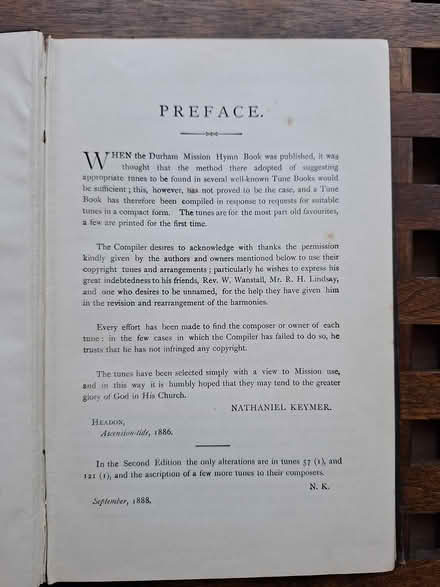 PREFACE.
WHEN the Durham Mission Hymn Book was published, it was
thought that the method there adopted of suggesting
appropriate tunes to be found in several well-known Tune Books would
be sufficient; this, however, has not proved to be the case, and a Tune
Book has therefore been compiled in response to requests for suitable
tunes in a compact form. The tunes are for the most part old favourites,
a few are printed for the first time.
The Compiler desires to acknowledge with thanks the permission
kindly given by the authors and owners mentioned below to use their
copyright tunes and arrangements; particularly he wishes to express his
great indebtedness to his friends, Rev. W. Wanstall, Mr. R. H. Lindsay,
and one who desires to be unnamed, for the help they have given him
in the revision and rearrangement of the harmonies.
Every effort has been made to find the composer or owner of each
tune: in the few cases in which the Compiler has failed to do so, he
trusts that he has not infringed any copyright.
The tunes have been selected simply with a view to Mission use,
and in this way it is humbly hoped that they may tend to the greater
glory of God in His Church.
NATHANIEL KEYMER.
HEADON,
Ascension-tide, 1886.
In the Second Edition the only alterations are in tunes 57 (1), and
121 (1), and the ascription of a few more tunes to their composers.
N. K.
September, 1888.